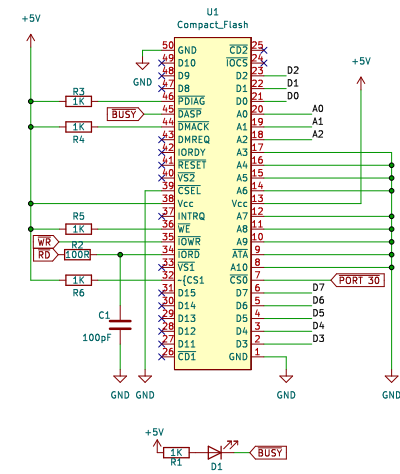 U1
Compact_Flash
+5V
50 GND CD2 25
49 D10 IOCS 24
48 D9 D2 23 D2
47 D8 D1 22 D1
R3 1K 46 PDIAG D0 21 D0
BUSY 45 DASP A0 20 A0
1K R4 44 DMACK A1 19 A1
43 DMREQ A2 18 A2
42 IORDY A3 17
41 RESET A4 16
40 VS2 A5 15
39 CSEL A6 14
38 Vcc Vcc 13 +5V
37 INTRQ A7 12
R5 1K 36 WE A8 11
WR 35 IOWR A9 10
RD R2 100R 34 IORD ATA 9
33 VS1 A10 8
1K R6 32 -{CS1 CS0 7 PORT 30
31 D15 D7 6 D7
30 D14 D6 5 D6
29 D13 D5 4 D5
28 D12 D4 3 D4
27 D11 D3 2 D3
26 CD1 GND 1
C1
100pF
GND
GND
GND
GND
GND
+5V
1K
R1
D1
BUSY